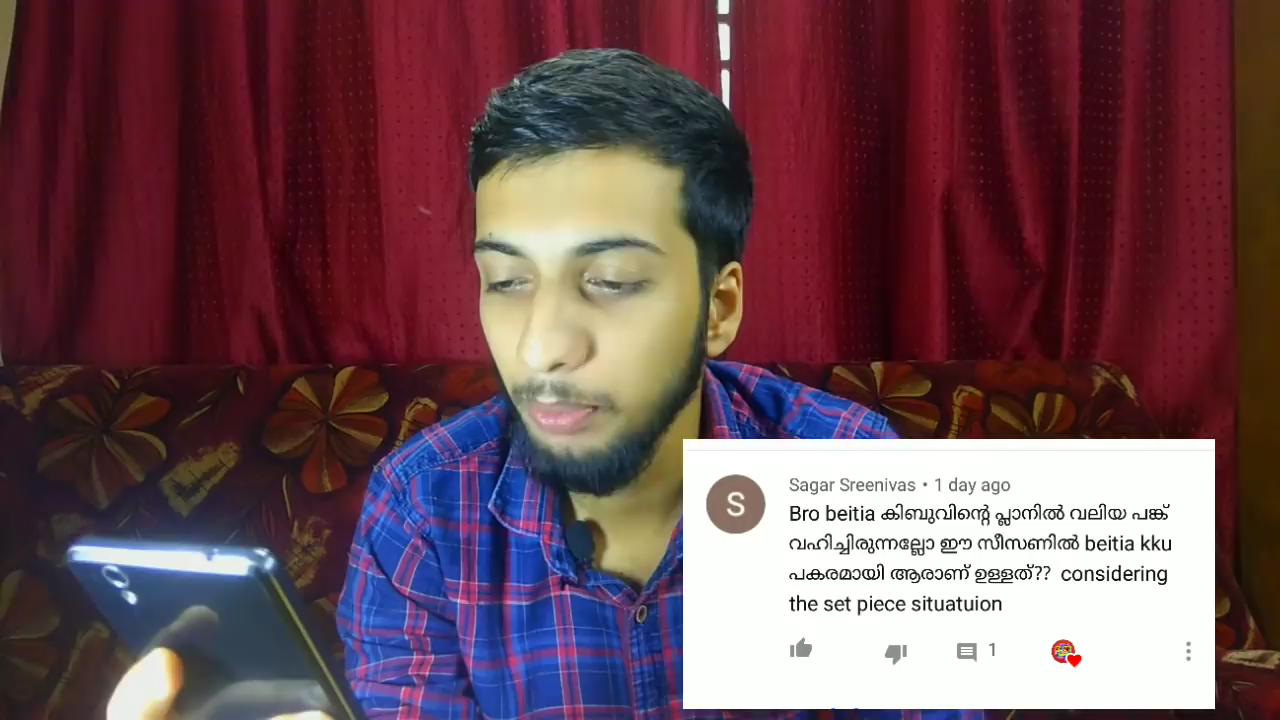 S
Sagar Sreenivas • 1 day ago
Bro beitia കിബുവിന്റെ പ്ലാനിൽ വലിയ പങ്ക്
വഹിച്ചിരുന്നല്ലോ ഈ സീസണിൽ beitia kku
പകരമായി ആരാണ് ഉള്ളത്?? considering
the set piece situatuion
1